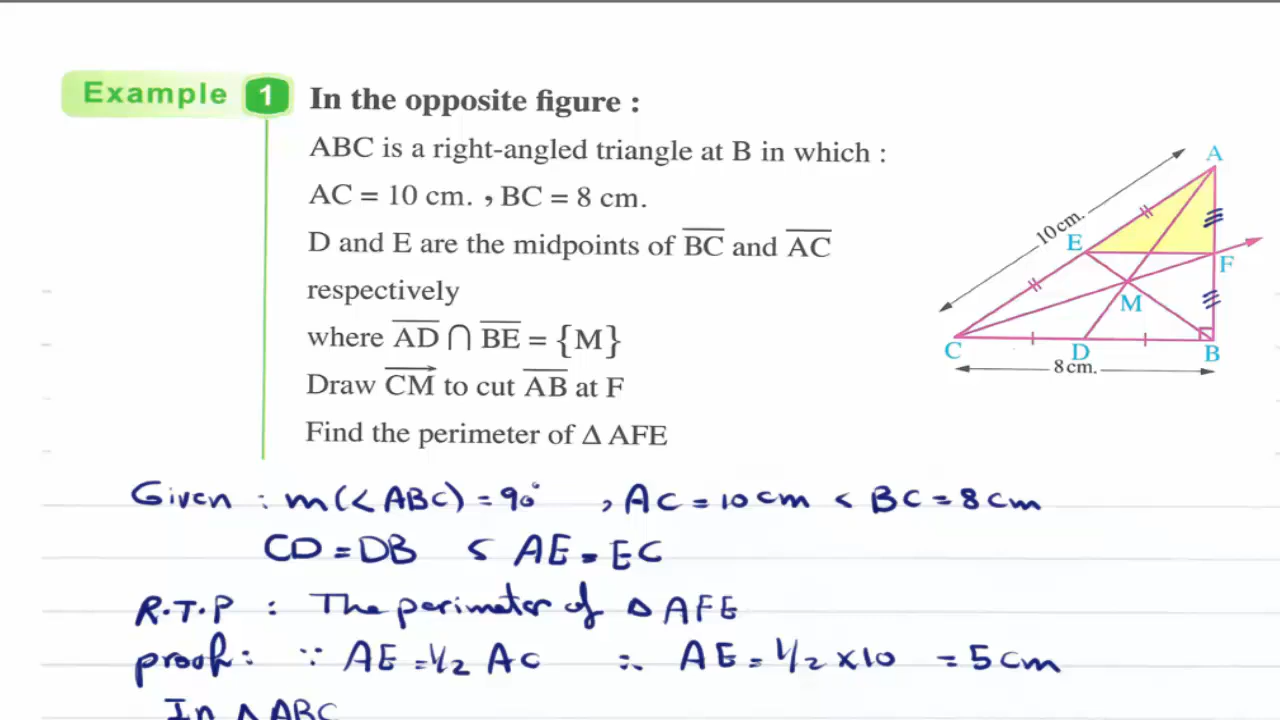 Example 1
In the opposite figure :
ABC is a right-angled triangle at B in which :
AC = 10 cm. , BC = 8 cm.
D and E are the midpoints of BC and AC
respectively
where AD ∩ BE = {M}
Draw CM to cut AB at F
Find the perimeter of Δ AFE
A
10 cm.
E
F
M
C
D
B
8 cm.
Given : m(<ABC) = 90° , AC = 10 cm < BC = 8 cm
CD = DB < AE = EC
R.T.P : The perimeter of Δ AFE
proof: ∵ AE = 1/2 AC ∴ AE = 1/2 × 10 = 5 cm
In Δ ABC